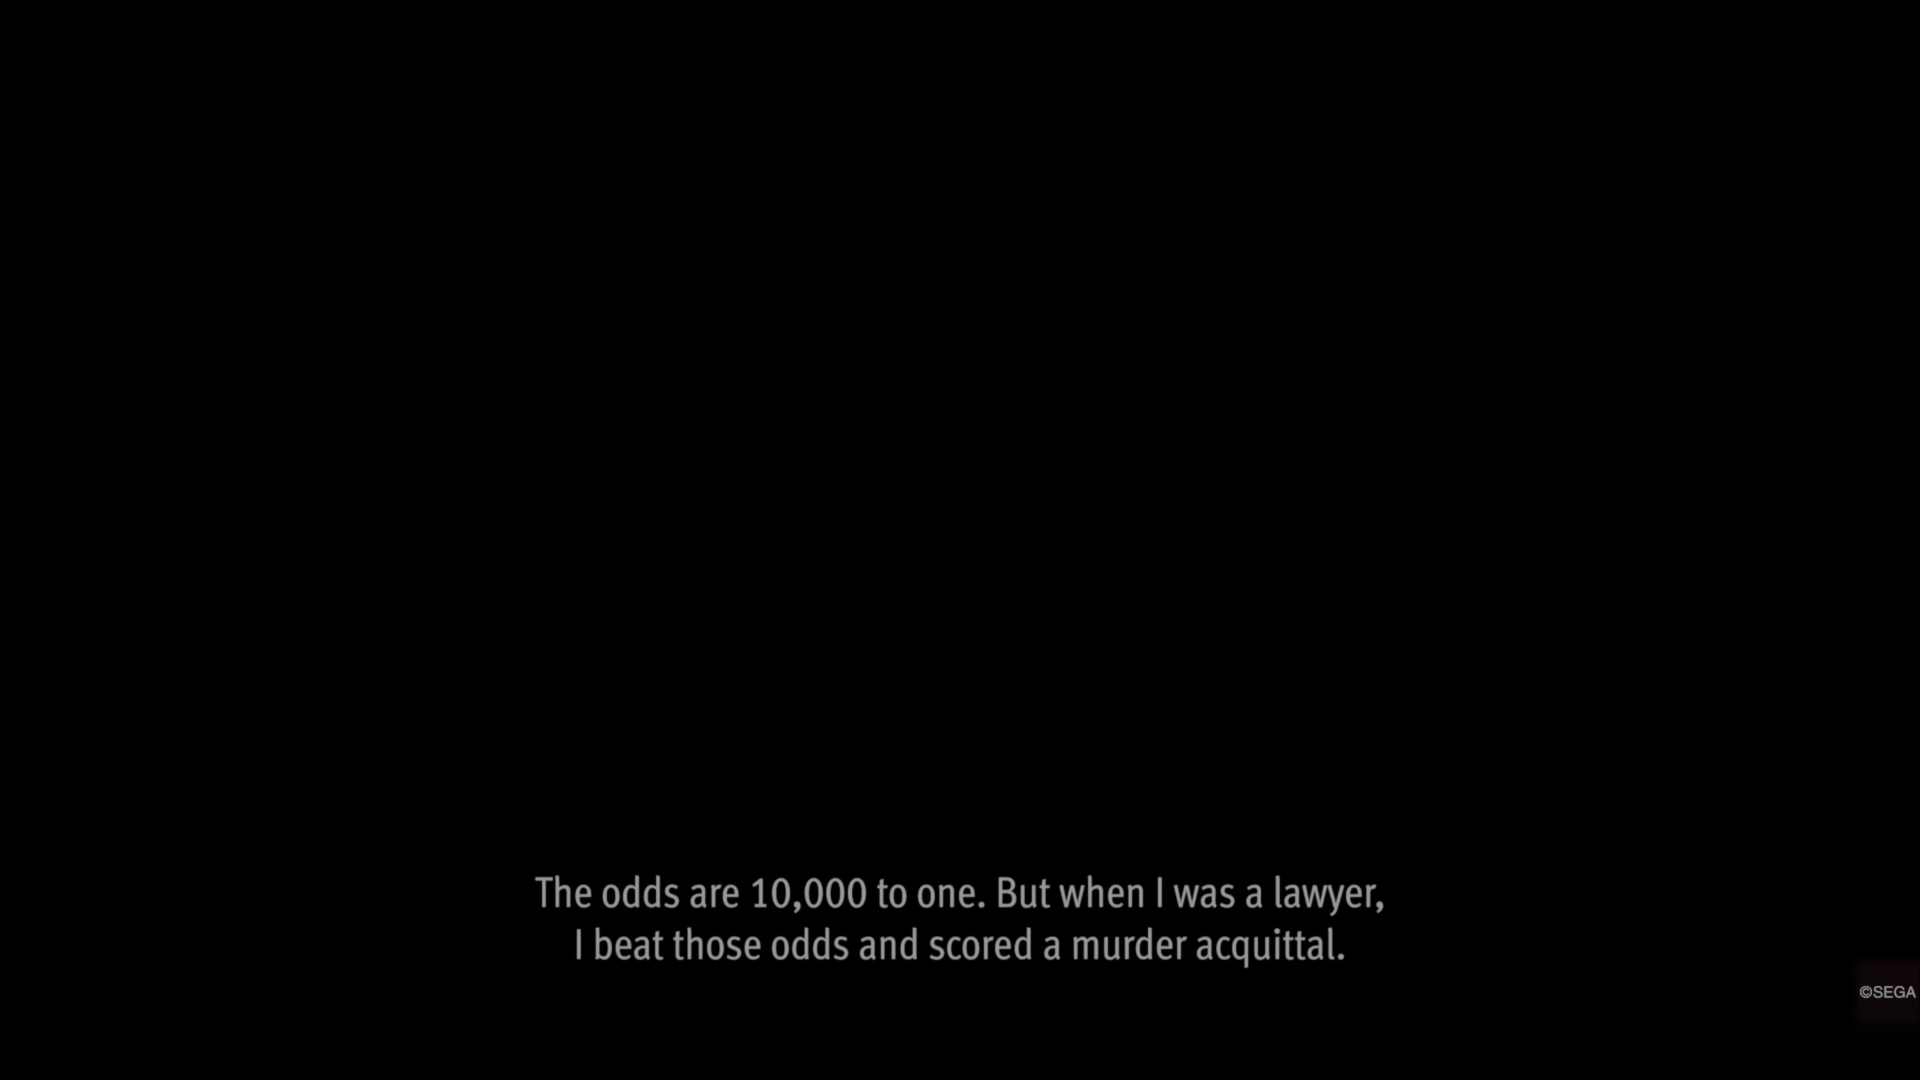 The odds are 10,000 to one. But when I was a lawyer,
I beat those odds and scored a murder acquittal.
©SEGA